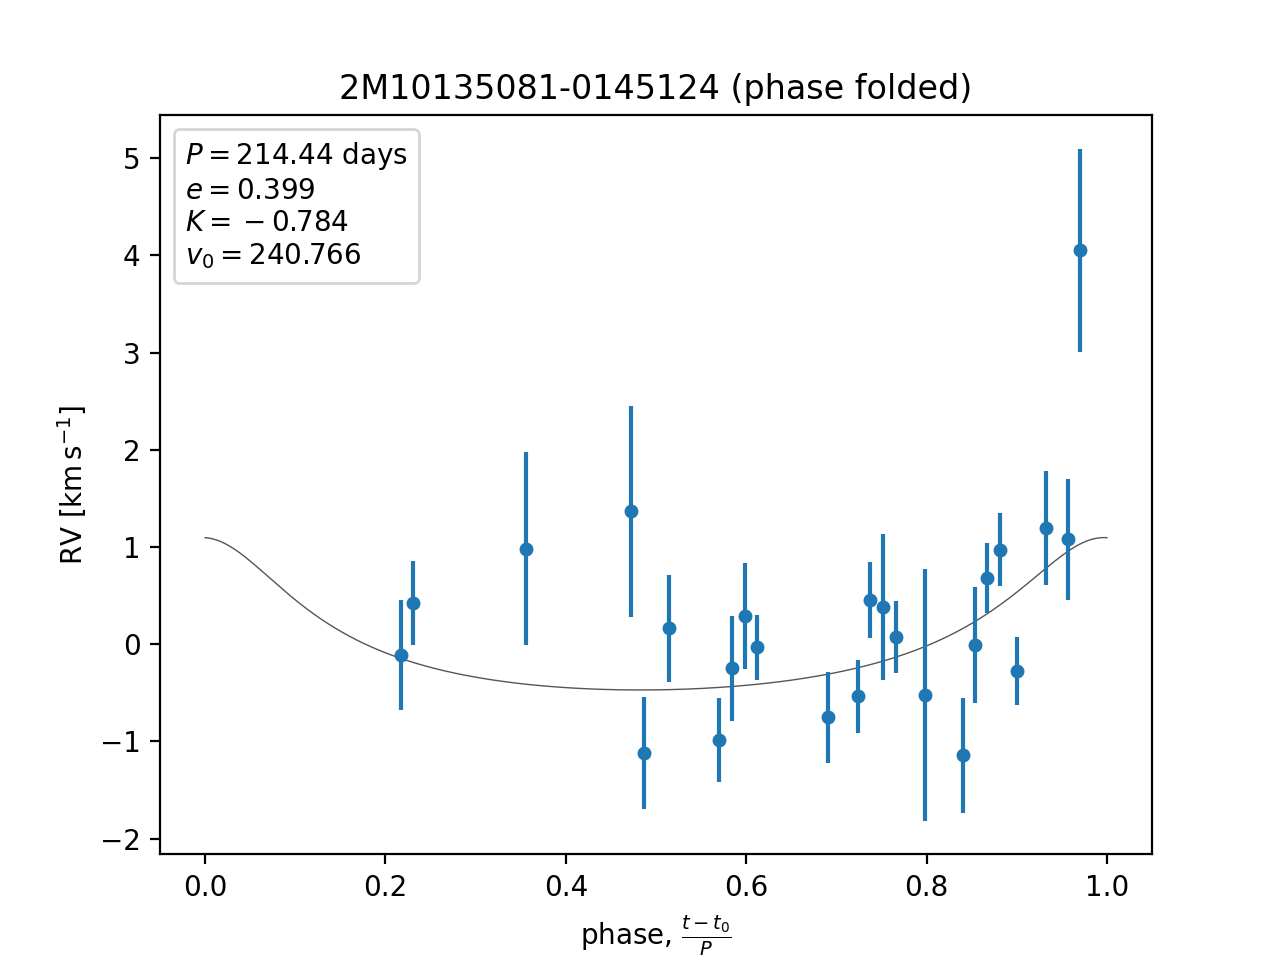 2M10135081-0145124 (phase folded)
P = 214.44 days
e = 0.399
K = −0.784
v₀ = 240.766
5
4
3
2
1
0
−1
−2
RV [km s⁻¹]
0.0 0.2 0.4 0.6 0.8 1.0
phase, (t − t₀)/P